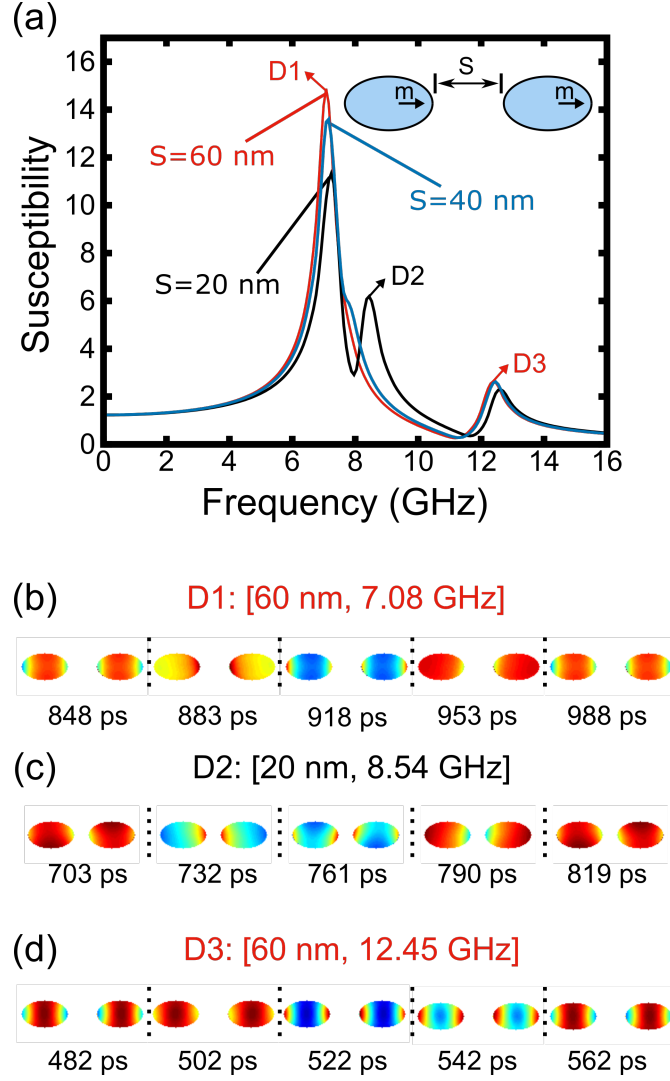 (a)
16
14
12
10
8
6
4
2
0
Susceptibility
D1
S
m
m
S=60 nm
S=40 nm
S=20 nm
D2
D3
0 2 4 6 8 10 12 14 16
Frequency (GHz)
(b) D1: [60 nm, 7.08 GHz]
848 ps 883 ps 918 ps 953 ps 988 ps
(c) D2: [20 nm, 8.54 GHz]
703 ps 732 ps 761 ps 790 ps 819 ps
(d) D3: [60 nm, 12.45 GHz]
482 ps 502 ps 522 ps 542 ps 562 ps